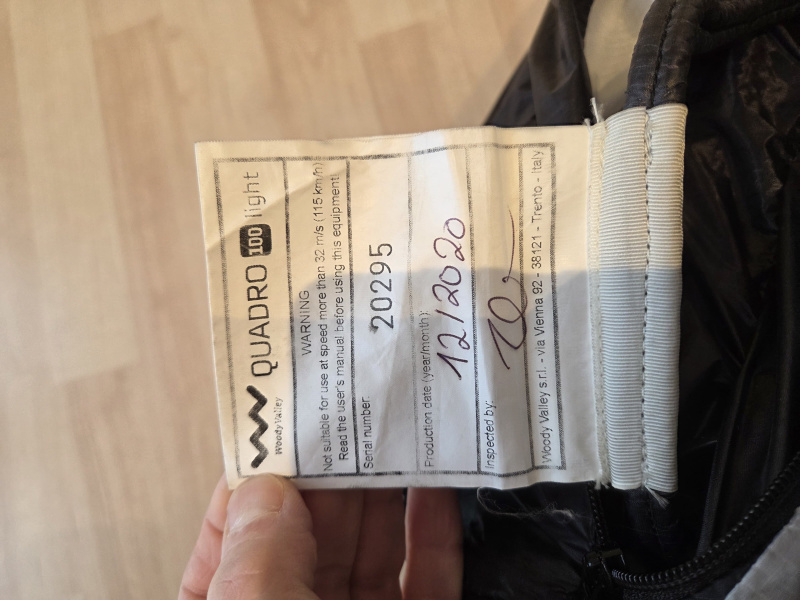 QUADRO 100 light
Woody Valley
WARNING
Not suitable for use at speed more than 32 m/s (115 km/h)
Read the user's manual before using this equipment!
Serial number:
20295
Production date (year/month):
12/2020
Inspected by:
Woody Valley s.r.l. - via Vienna 92 - 38121 - Trento - Italy